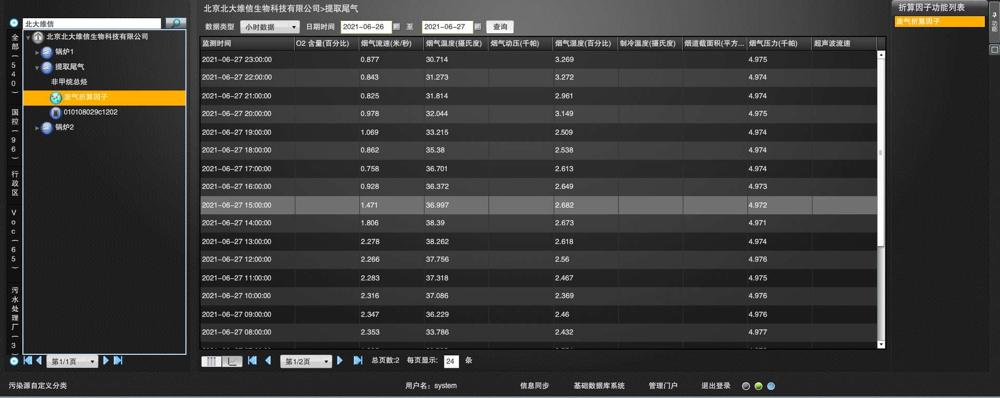 北京北大维信生物科技有限公司>提取尾气
折算因子功能列表
北大维信
数据类型 小时数据 日期时间 2021-06-26 至 2021-06-27 查询
废气折算因子
功能
全部(540)
国控(96)
行政区
Voc(65)
污水处理厂(3)
北京北大维信生物科技有限公司
锅炉1
提取尾气
非甲烷总烃
废气折算因子
010108029c1202
锅炉2
监测时间 O2 含量(百分比) 烟气流速(米/秒) 烟气温度(摄氏度) 烟气动压(千帕) 烟气湿度(百分比) 制冷温度(摄氏度) 烟道截面积(平方... 烟气压力(千帕) 超声波流速
2021-06-27 23:00:00 0.877 30.714 3.269 4.975
2021-06-27 22:00:00 0.843 31.273 3.272 4.974
2021-06-27 21:00:00 0.825 31.814 2.961 4.974
2021-06-27 20:00:00 0.978 32.044 3.149 4.975
2021-06-27 19:00:00 1.069 33.215 2.509 4.974
2021-06-27 18:00:00 0.862 35.38 2.538 4.974
2021-06-27 17:00:00 0.758 36.701 2.613 4.974
2021-06-27 16:00:00 0.928 36.372 2.649 4.973
2021-06-27 15:00:00 1.471 36.997 2.682 4.972
2021-06-27 14:00:00 1.806 38.39 2.673 4.971
2021-06-27 13:00:00 2.278 38.262 2.618 4.974
2021-06-27 12:00:00 2.266 37.756 2.56 4.976
2021-06-27 11:00:00 2.283 37.318 2.467 4.975
2021-06-27 10:00:00 2.316 37.086 2.369 4.976
2021-06-27 09:00:00 2.347 36.229 2.46 4.976
2021-06-27 08:00:00 2.353 33.786 2.432 4.977
第1/1页
第1/2页 总页数:2 每页显示: 24 条
污染源自定义分类 用户名：system 信息同步 基础数据库系统 管理门户 退出登录